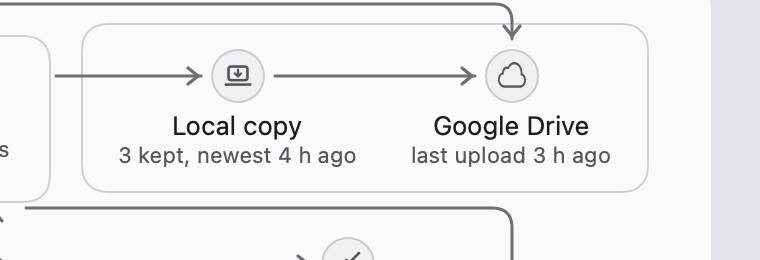 Local copy
3 kept, newest 4 h ago
Google Drive
last upload 3 h ago
s